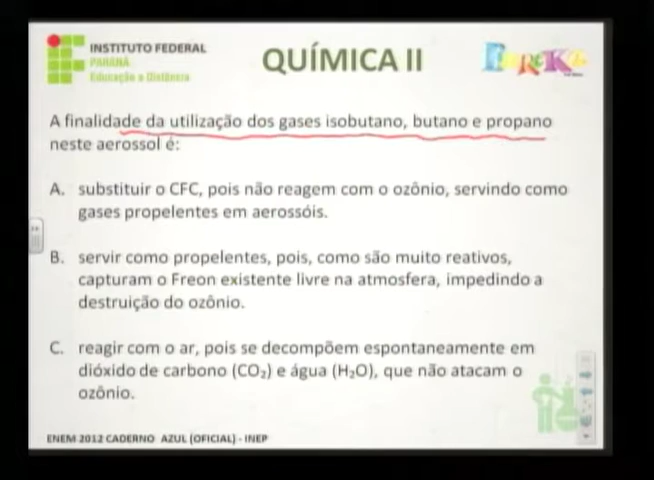 INSTITUTO FEDERAL
PARANÁ
Educação a Distância
QUÍMICA II
EUREKA
A finalidade da utilização dos gases isobutano, butano e propano
neste aerossol é:
A. substituir o CFC, pois não reagem com o ozônio, servindo como
gases propelentes em aerossóis.
B. servir como propelentes, pois, como são muito reativos,
capturam o Freon existente livre na atmosfera, impedindo a
destruição do ozônio.
C. reagir com o ar, pois se decompõem espontaneamente em
dióxido de carbono (CO₂) e água (H₂O), que não atacam o
ozônio.
ENEM 2012 CADERNO AZUL (OFICIAL) - INEP